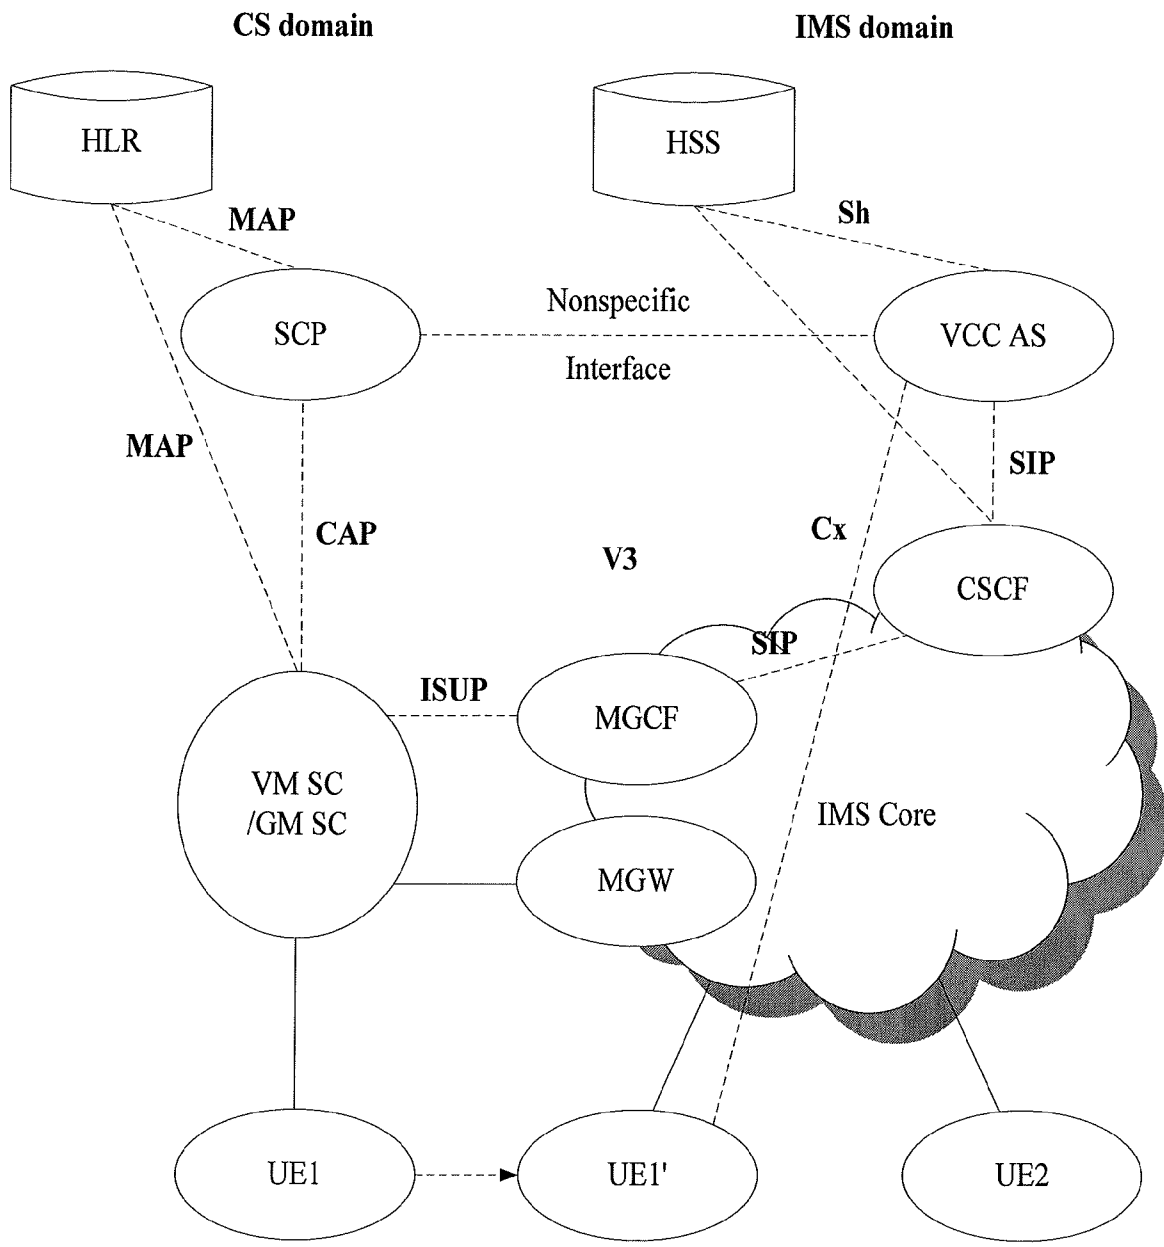 CS domain
IMS domain
HLR
HSS
MAP
Sh
Nonspecific
SCP
VCC AS
Interface
MAP
SIP
CAP
Cx
V3
CSCF
SIP
ISUP
MGCF
VM SC
/GM SC
IMS Core
MGW
UE1
UE1'
UE2